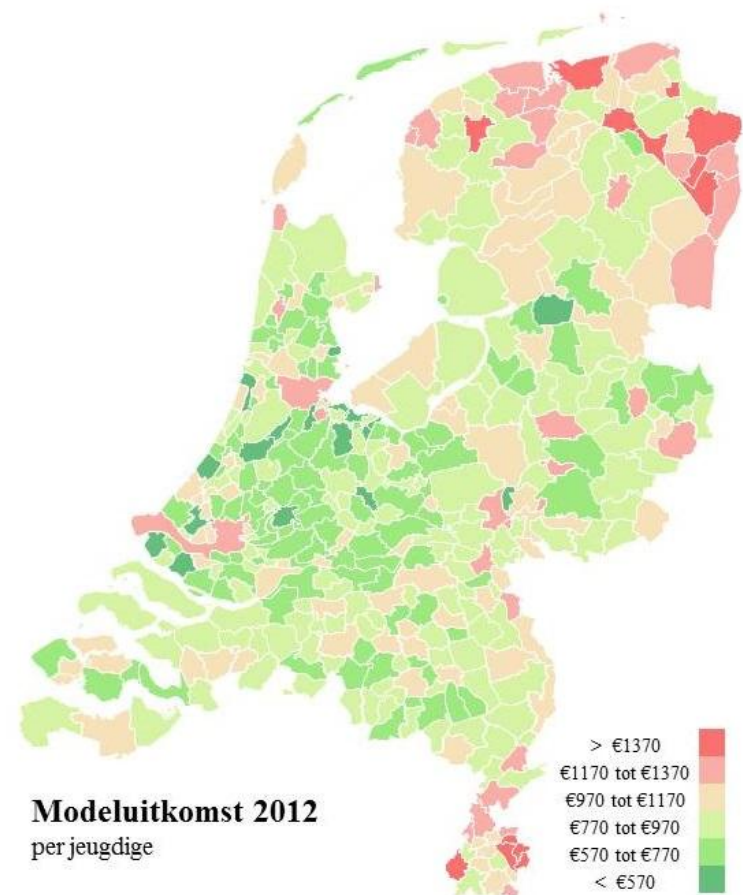 > €1370
€1170 tot €1370
€970 tot €1170
€770 tot €970
€570 tot €770
< €570
Modeluitkomst 2012
per jeugdige